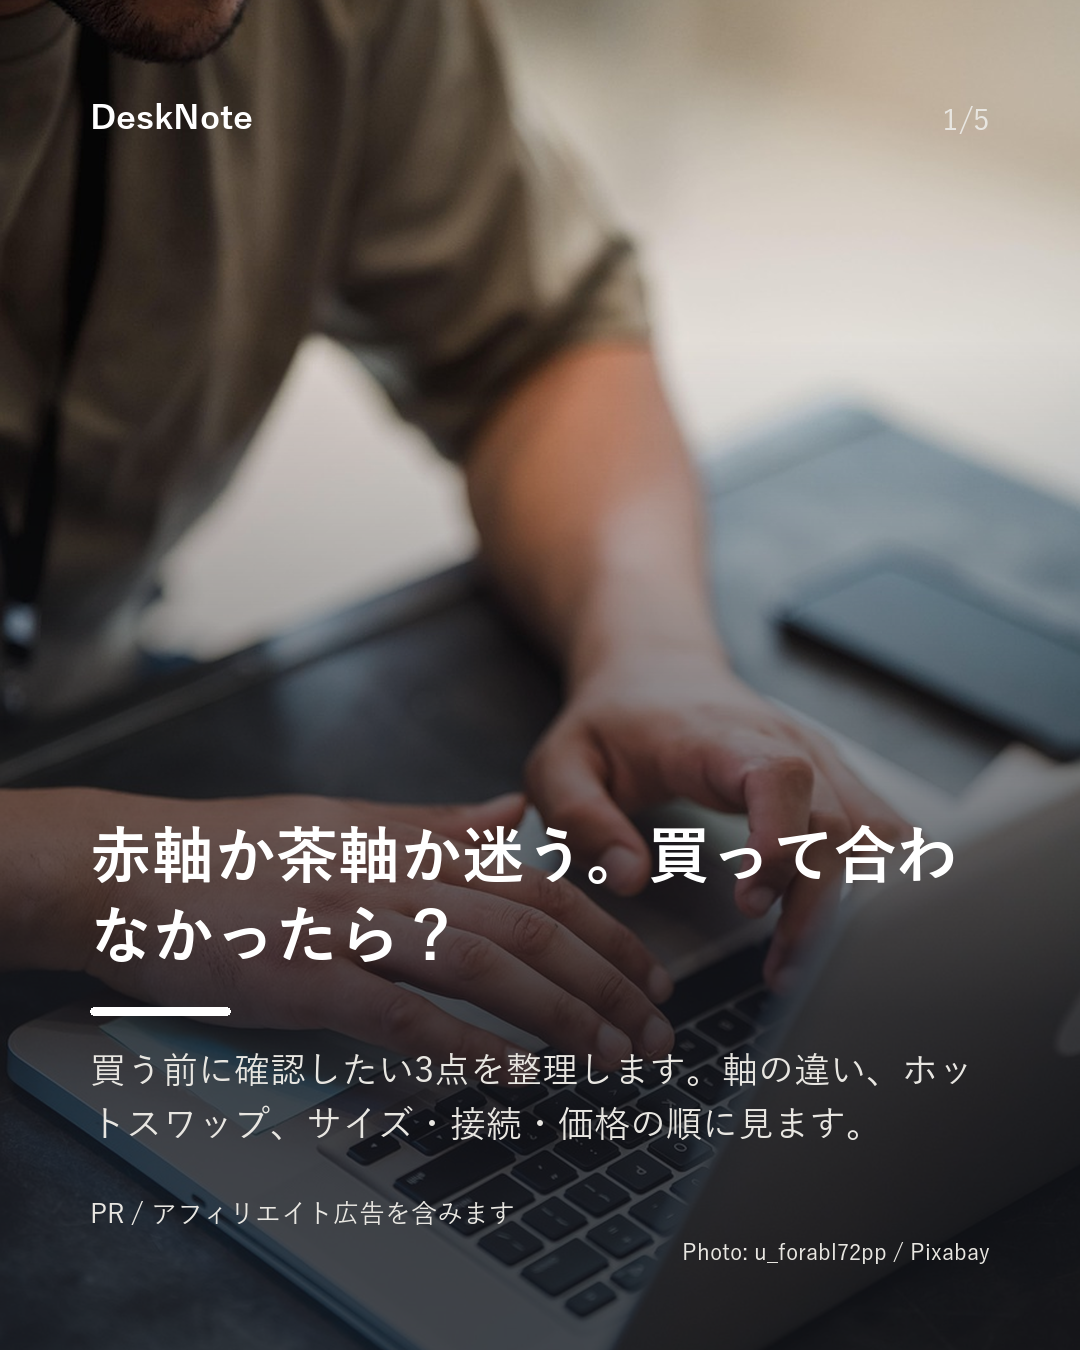 DeskNote
1/5
赤軸か茶軸か迷う。買って合わ
なかったら？
買う前に確認したい3点を整理します。軸の違い、ホッ
トスワップ、サイズ・接続・価格の順に見ます。
PR / アフィリエイト広告を含みます
Photo: u_forabl72pp / Pixabay